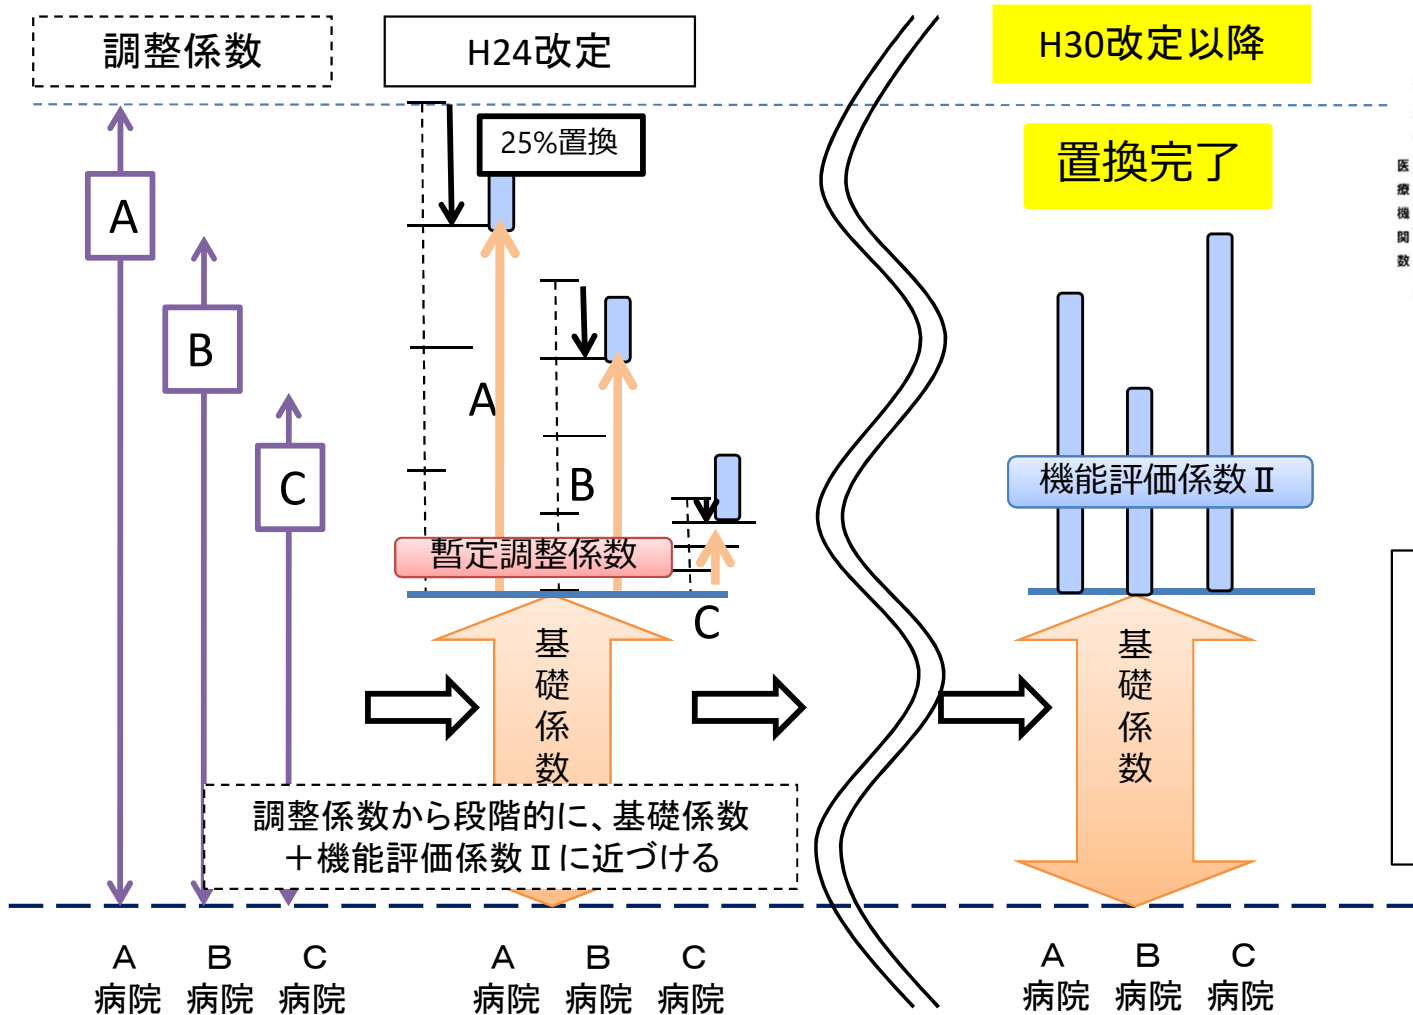 調整係数
H24改定
H30改定以降
25%置換
置換完了
医
療
機
関
数
A
B
C
A
B
C
暫定調整係数
機能評価係数Ⅱ
基
礎
係
数
基
礎
係
数
調整係数から段階的に、基礎係数
＋機能評価係数Ⅱに近づける
A B C
病院 病院 病院
A B C
病院 病院 病院
A B C
病院 病院 病院